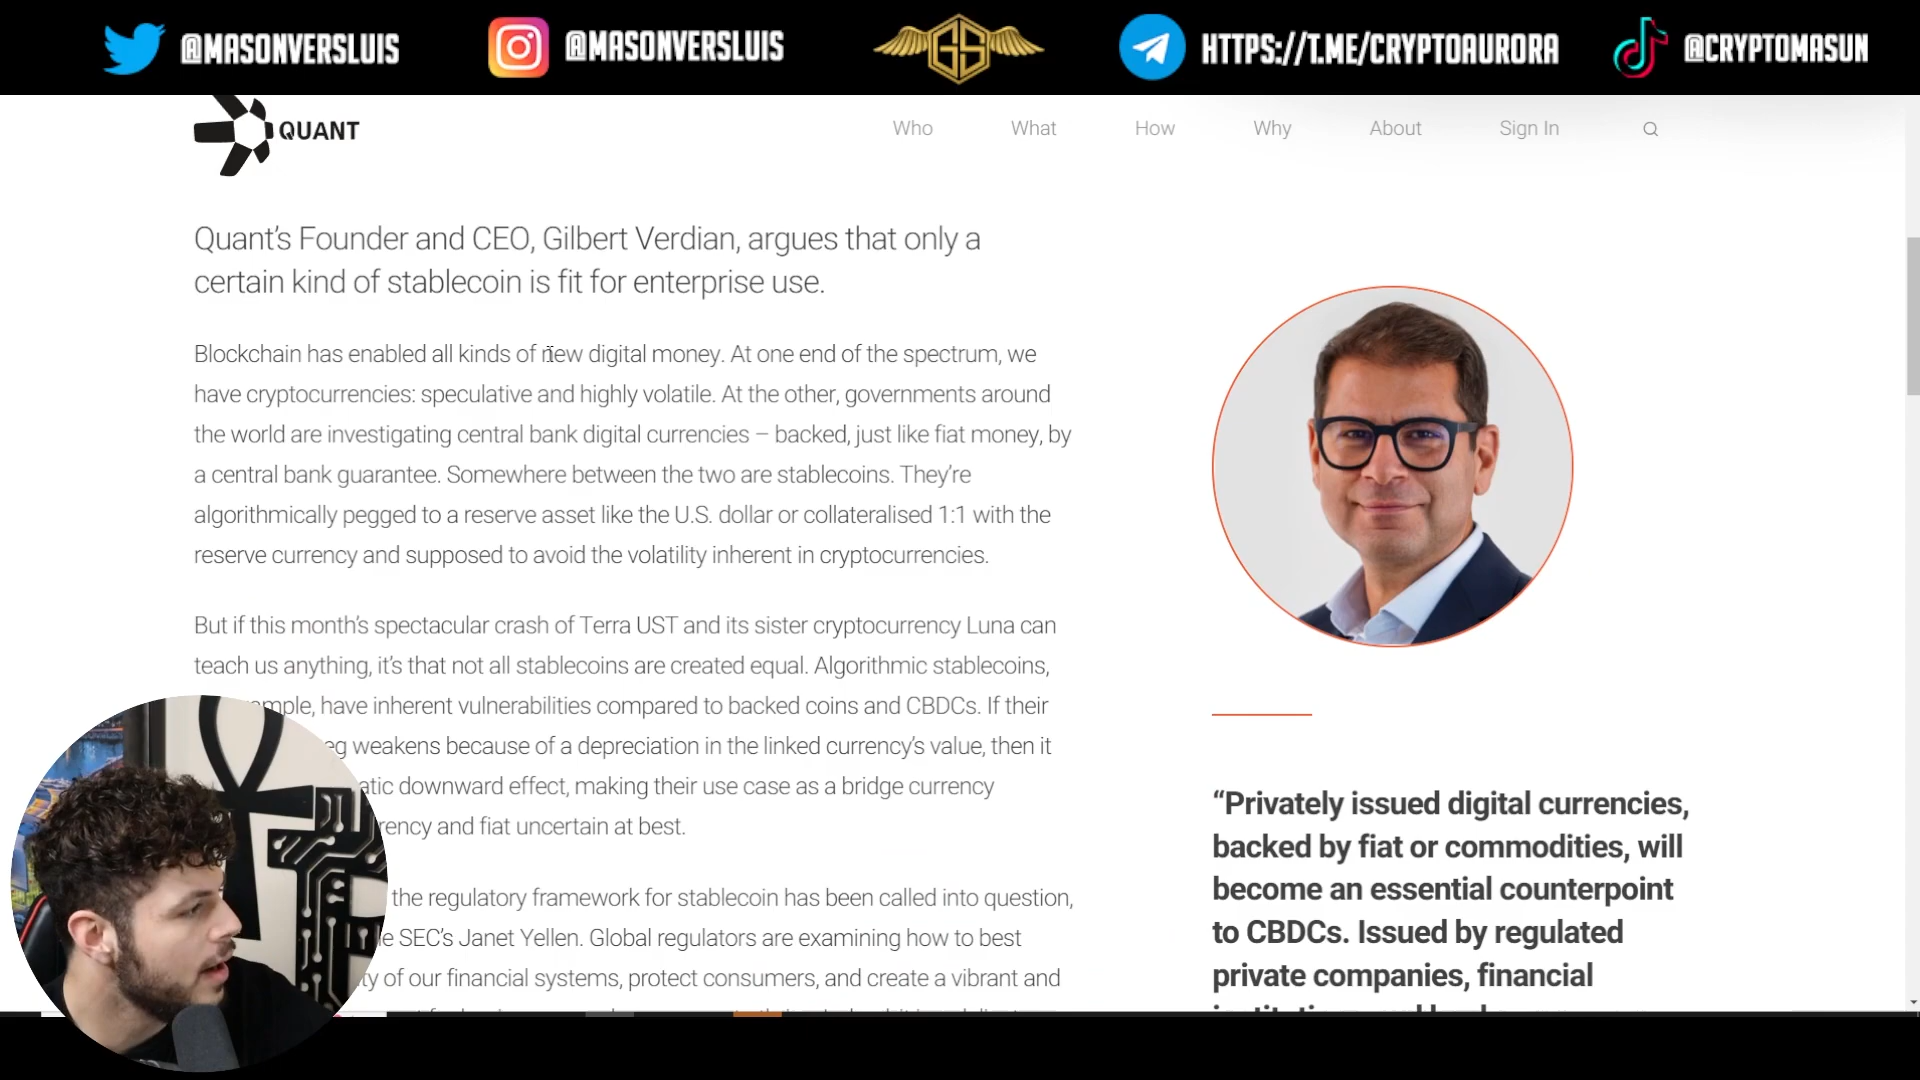 @MASONVERSLUIS
@MASONVERSLUIS
GS
HTTPS://T.ME/CRYPTOAURORA
@CRYPTOMASUN
QUANT
Who
What
How
Why
About
Sign In
Quant's Founder and CEO, Gilbert Verdian, argues that only a
certain kind of stablecoin is fit for enterprise use.
Blockchain has enabled all kinds of new digital money. At one end of the spectrum, we
have cryptocurrencies: speculative and highly volatile. At the other, governments around
the world are investigating central bank digital currencies – backed, just like fiat money, by
a central bank guarantee. Somewhere between the two are stablecoins. They're
algorithmically pegged to a reserve asset like the U.S. dollar or collateralised 1:1 with the
reserve currency and supposed to avoid the volatility inherent in cryptocurrencies.
But if this month's spectacular crash of Terra UST and its sister cryptocurrency Luna can
teach us anything, it's that not all stablecoins are created equal. Algorithmic stablecoins,
have inherent vulnerabilities compared to backed coins and CBDCs. If their
weakens because of a depreciation in the linked currency's value, then it
downward effect, making their use case as a bridge currency
and fiat uncertain at best.
the regulatory framework for stablecoin has been called into question,
SEC's Janet Yellen. Global regulators are examining how to best
of our financial systems, protect consumers, and create a vibrant and
“Privately issued digital currencies,
backed by fiat or commodities, will
become an essential counterpoint
to CBDCs. Issued by regulated
private companies, financial